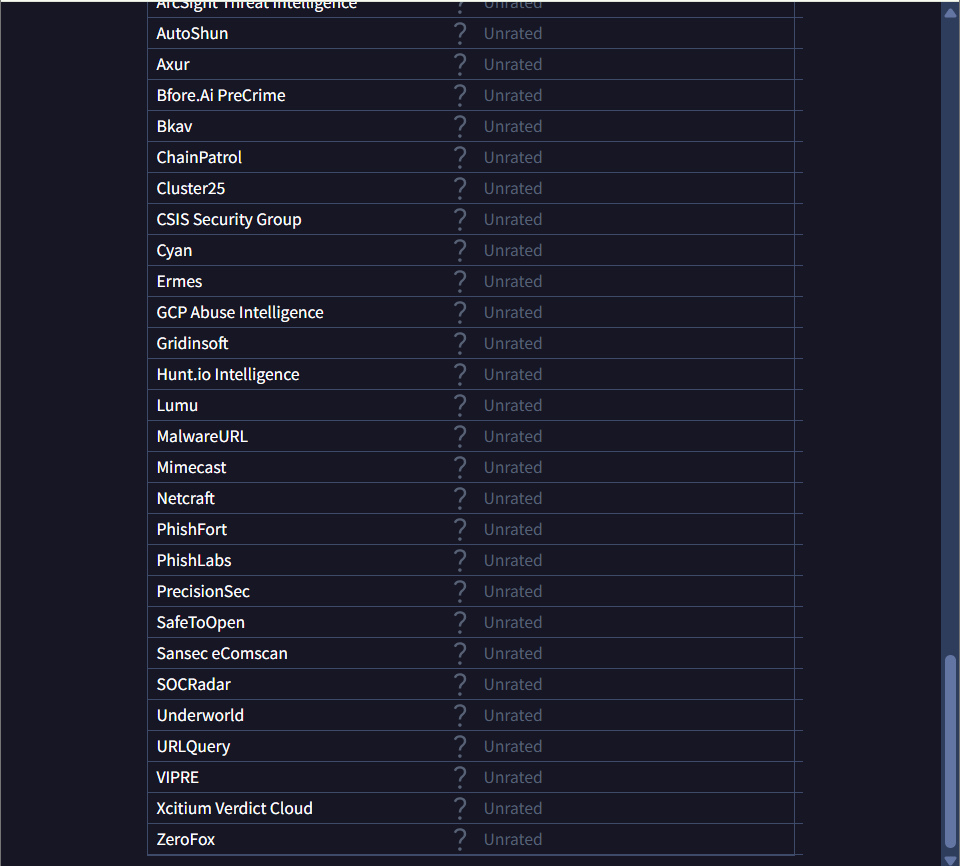 ArcSight Threat Intelligence ? Unrated
AutoShun ? Unrated
Axur ? Unrated
Bfore.Ai PreCrime ? Unrated
Bkav ? Unrated
ChainPatrol ? Unrated
Cluster25 ? Unrated
CSIS Security Group ? Unrated
Cyan ? Unrated
Ermes ? Unrated
GCP Abuse Intelligence ? Unrated
Gridinsoft ? Unrated
Hunt.io Intelligence ? Unrated
Lumu ? Unrated
MalwareURL ? Unrated
Mimecast ? Unrated
Netcraft ? Unrated
PhishFort ? Unrated
PhishLabs ? Unrated
PrecisionSec ? Unrated
SafeToOpen ? Unrated
Sansec eComscan ? Unrated
SOCRadar ? Unrated
Underworld ? Unrated
URLQuery ? Unrated
VIPRE ? Unrated
Xcitium Verdict Cloud ? Unrated
ZeroFox ? Unrated